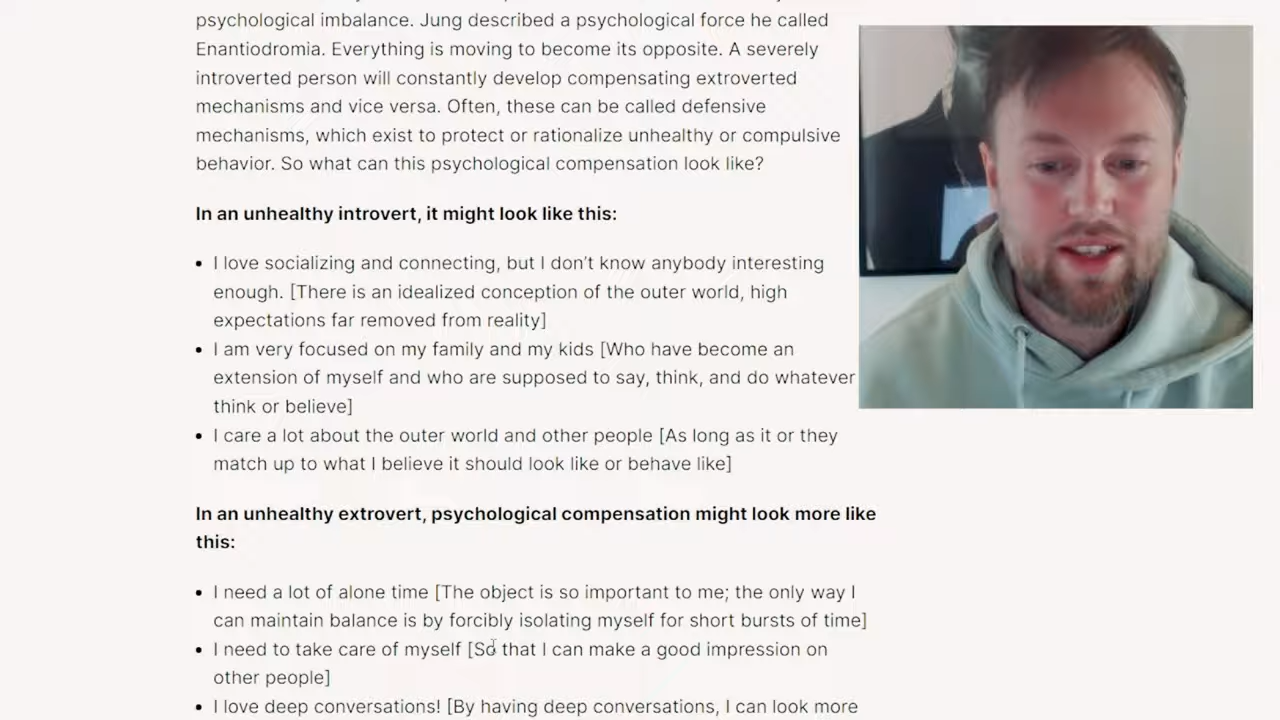 psychological imbalance. Jung described a psychological force he called
Enantiodromia. Everything is moving to become its opposite. A severely
introverted person will constantly develop compensating extroverted
mechanisms and vice versa. Often, these can be called defensive
mechanisms, which exist to protect or rationalize unhealthy or compulsive
behavior. So what can this psychological compensation look like?
In an unhealthy introvert, it might look like this:
• I love socializing and connecting, but I don’t know anybody interesting
enough. [There is an idealized conception of the outer world, high
expectations far removed from reality]
• I am very focused on my family and my kids [Who have become an
extension of myself and who are supposed to say, think, and do whatever
think or believe]
• I care a lot about the outer world and other people [As long as it or they
match up to what I believe it should look like or behave like]
In an unhealthy extrovert, psychological compensation might look more like
this:
• I need a lot of alone time [The object is so important to me; the only way I
can maintain balance is by forcibly isolating myself for short bursts of time]
• I need to take care of myself [So that I can make a good impression on
other people]
• I love deep conversations! [By having deep conversations, I can look more